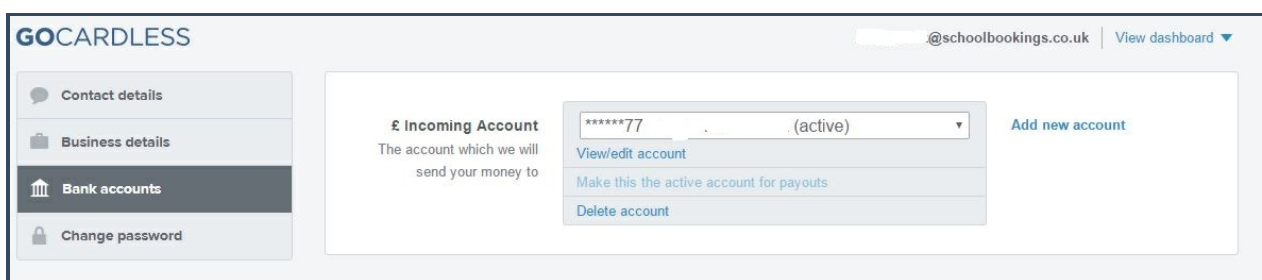 GOCARDLESS
@schoolbookings.co.uk
View dashboard
Contact details
Business details
Bank accounts
Change password
£ Incoming Account
The account which we will
send your money to
******77 . (active)
View/edit account
Make this the active account for payouts
Delete account
Add new account